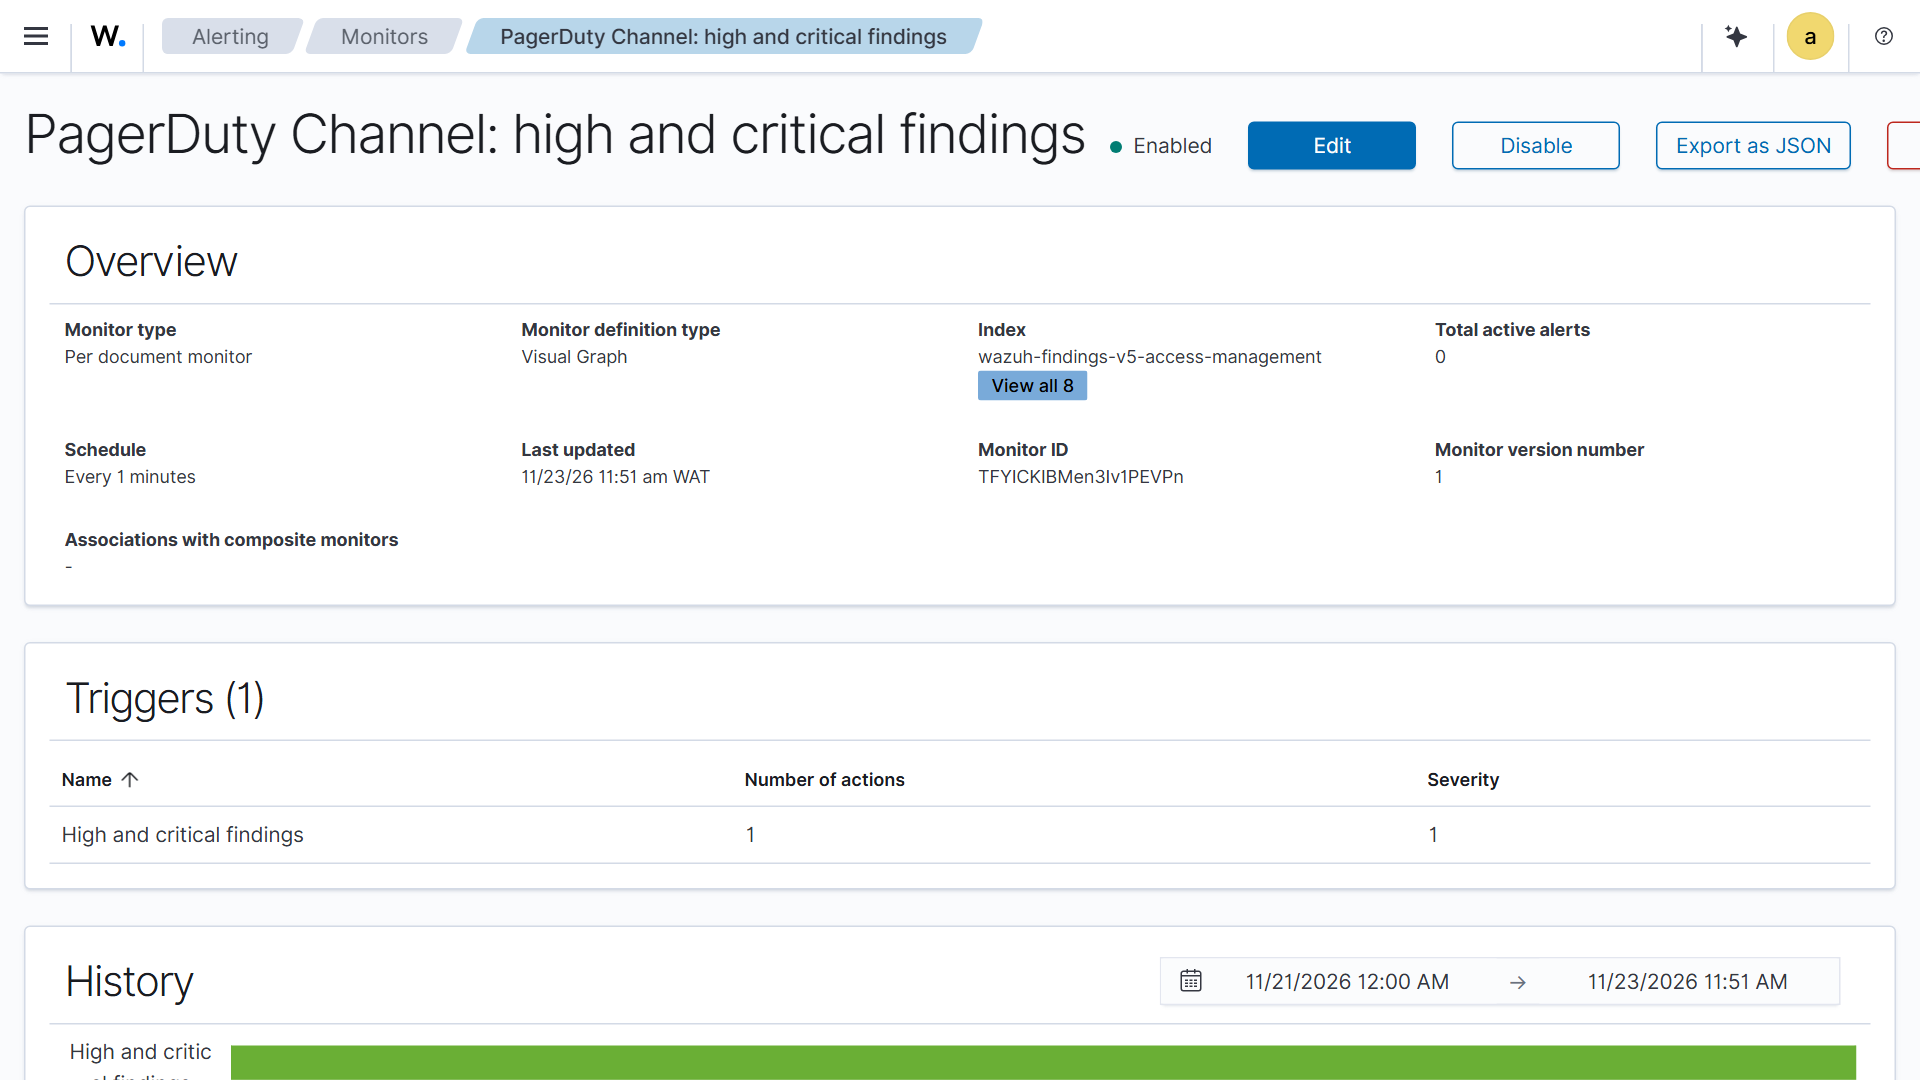 W.
Alerting
Monitors
PagerDuty Channel: high and critical findings
a
PagerDuty Channel: high and critical findings
Enabled
Edit
Disable
Export as JSON
Overview
Monitor type
Per document monitor
Monitor definition type
Visual Graph
Index
wazuh-findings-v5-access-management
View all 8
Total active alerts
0
Schedule
Every 1 minutes
Last updated
11/23/26 11:51 am WAT
Monitor ID
Monitor version number
1
Associations with composite monitors
-
Triggers (1)
Name
Number of actions
Severity
High and critical findings
1
1
History
11/21/2026 12:00 AM
→
11/23/2026 11:51 AM
High and critic
al findings